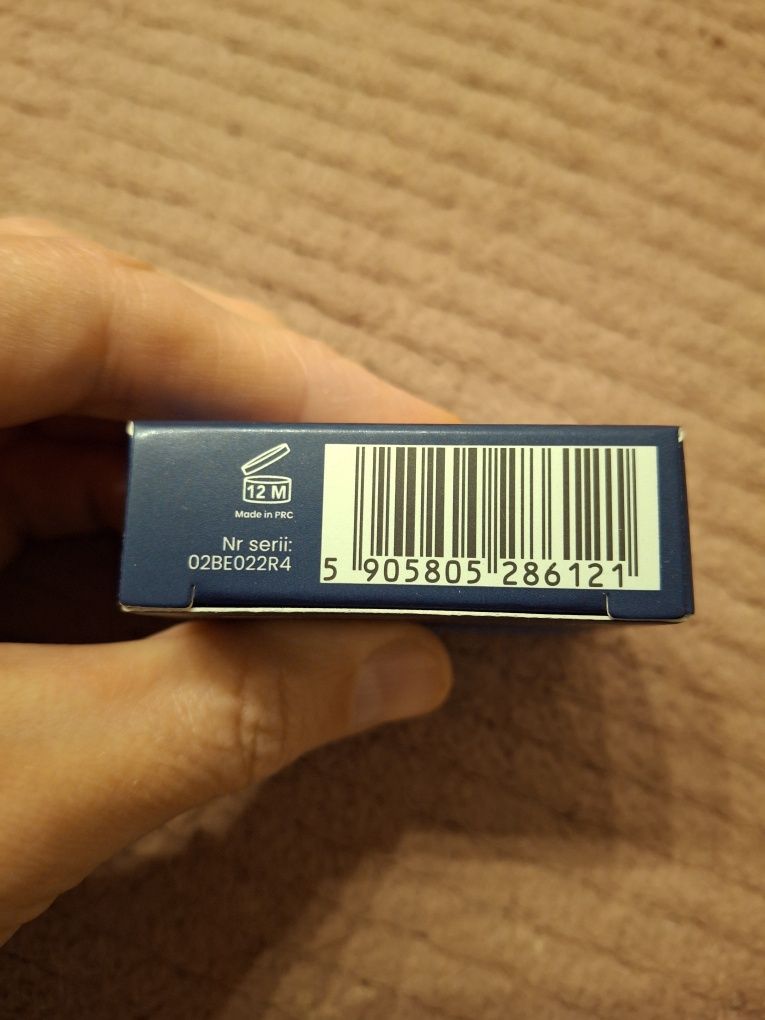 12 M
Made in PRC
Nr serii:
02BE022R4
5 905805 286121